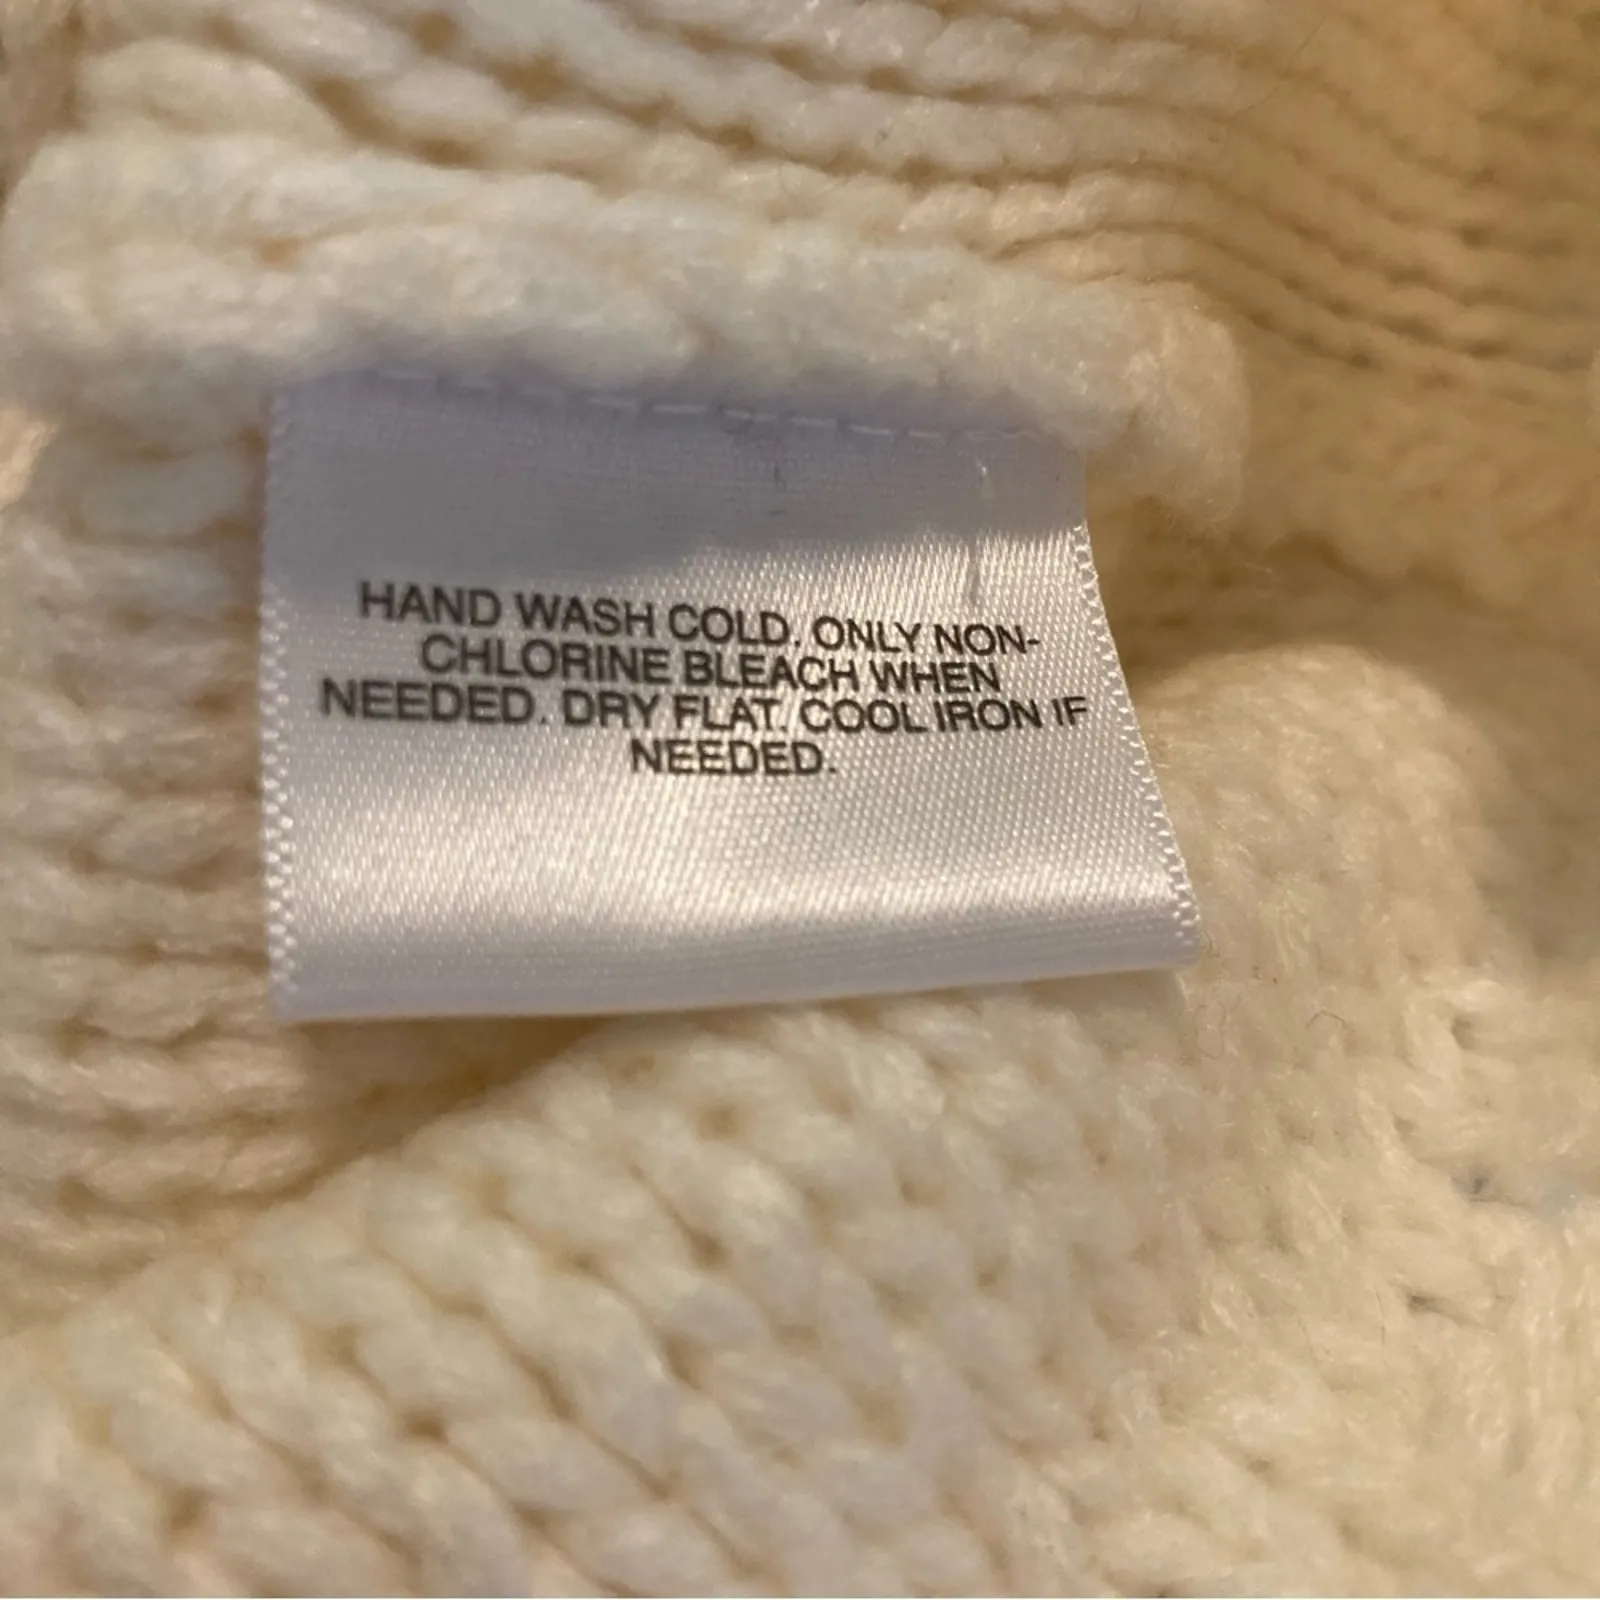 HAND WASH COLD. ONLY NON-
CHLORINE BLEACH WHEN
NEEDED. DRY FLAT. COOL IRON IF
NEEDED.